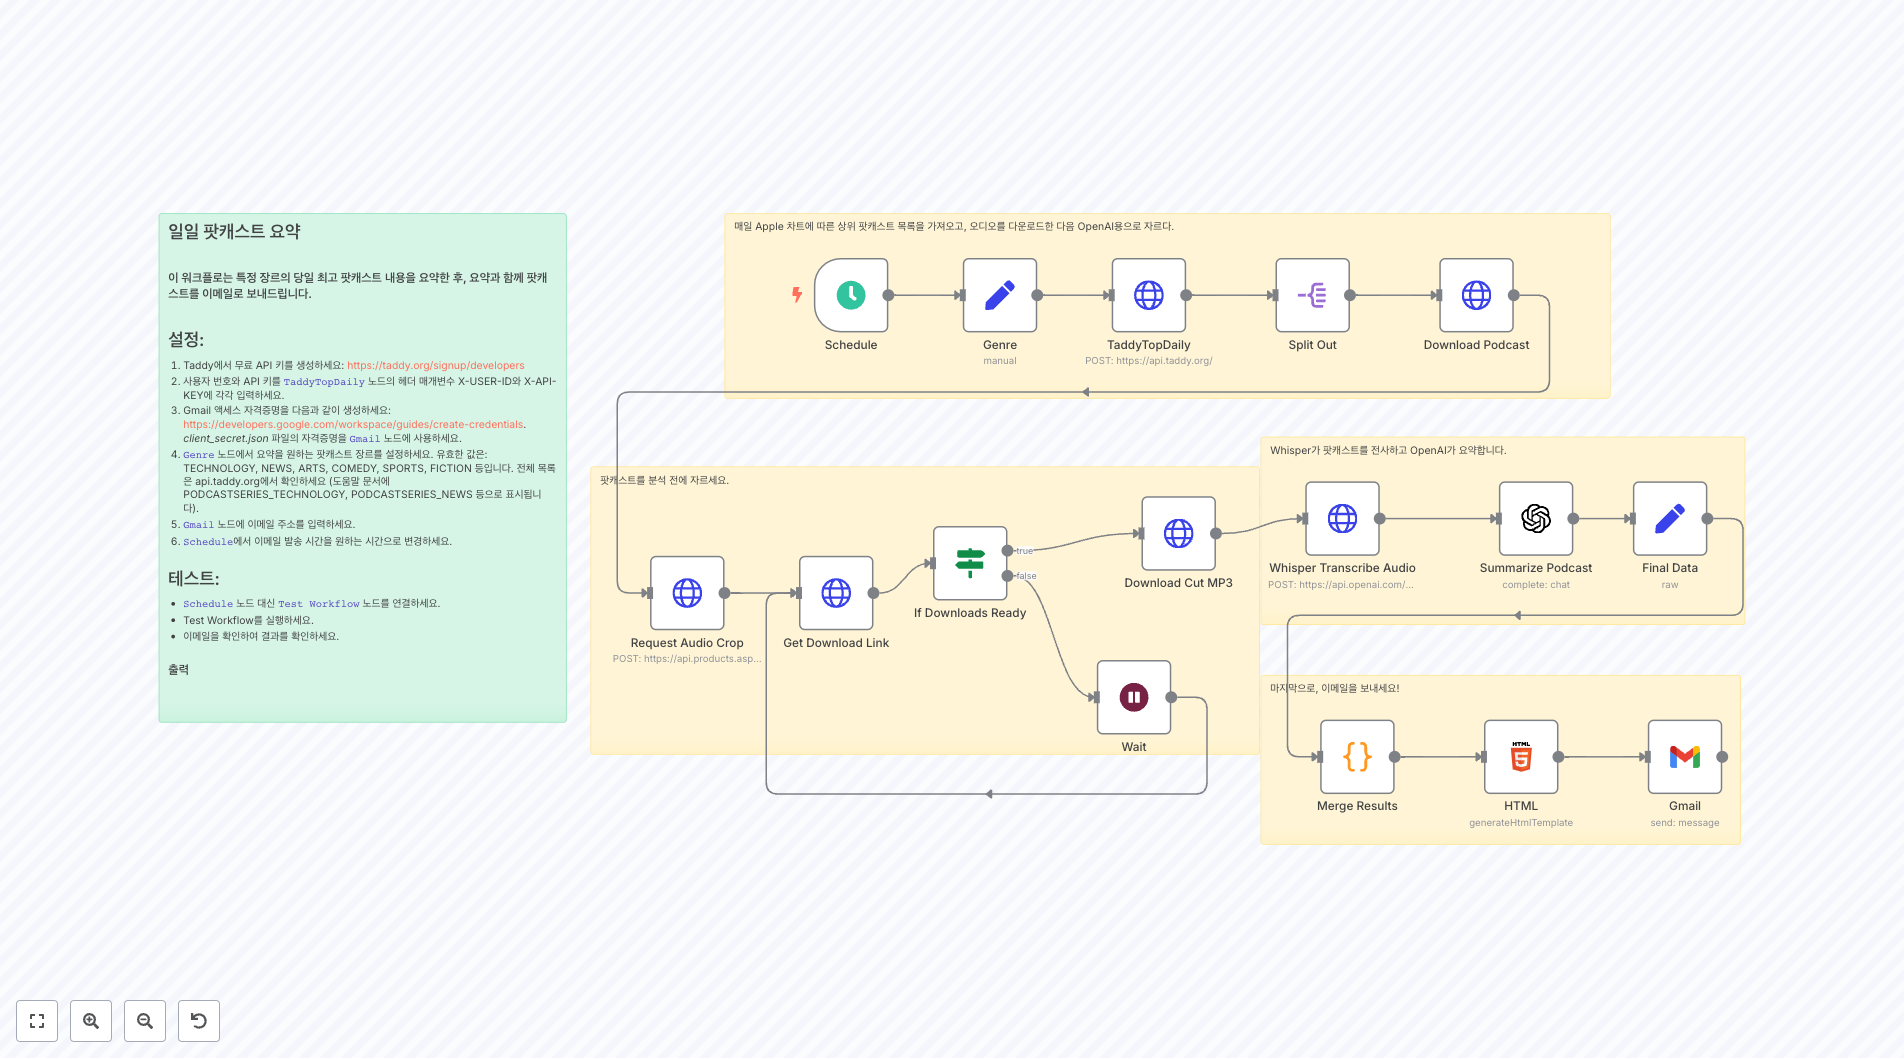 일일 팟캐스트 요약
이 워크플로는 특정 장르의 당일 최고 팟캐스트 내용을 요약한 후, 요약과 함께 팟캐
스트를 이메일로 보내드립니다.
설정:
1. Taddy에서 무료 API 키를 생성하세요: https://taddy.org/signup/developers
2. 사용자 번호와 API 키를 TaddyTopDaily 노드의 헤더 매개변수 X-USER-ID와 X-API-
KEY에 각각 입력하세요.
3. Gmail 액세스 자격증명을 다음과 같이 생성하세요:
https://developers.google.com/workspace/guides/create-credentials.
client_secret.json 파일의 자격증명을 Gmail 노드에 사용하세요.
4. Genre 노드에서 요약을 원하는 팟캐스트 장르를 설정하세요. 유효한 값은:
TECHNOLOGY, NEWS, ARTS, COMEDY, SPORTS, FICTION 등입니다. 전체 목록
은 api.taddy.org에서 확인하세요 (도움말 문서에
PODCASTSERIES_TECHNOLOGY, PODCASTSERIES_NEWS 등으로 표시됩니
다).
5. Gmail 노드에 이메일 주소를 입력하세요.
6. Schedule에서 이메일 발송 시간을 원하는 시간으로 변경하세요.
테스트:
• Schedule 노드 대신 Test Workflow 노드를 연결하세요.
• Test Workflow를 실행하세요.
• 이메일을 확인하여 결과를 확인하세요.
출력
매일 Apple 차트에 따른 상위 팟캐스트 목록을 가져오고, 오디오를 다운로드한 다음 OpenAI용으로 자르다.
Schedule
Genre
manual
TaddyTopDaily
POST: https://api.taddy.org/
Split Out
Download Podcast
팟캐스트를 분석 전에 자르세요.
Request Audio Crop
POST: https://api.products.asp...
Get Download Link
If Downloads Ready
true
false
Download Cut MP3
Wait
Whisper가 팟캐스트를 전사하고 OpenAI가 요약합니다.
Whisper Transcribe Audio
POST: https://api.openai.com/...
Summarize Podcast
complete: chat
Final Data
raw
마지막으로, 이메일을 보내세요!
Merge Results
HTML
5
HTML
generateHtmlTemplate
Gmail
send: message